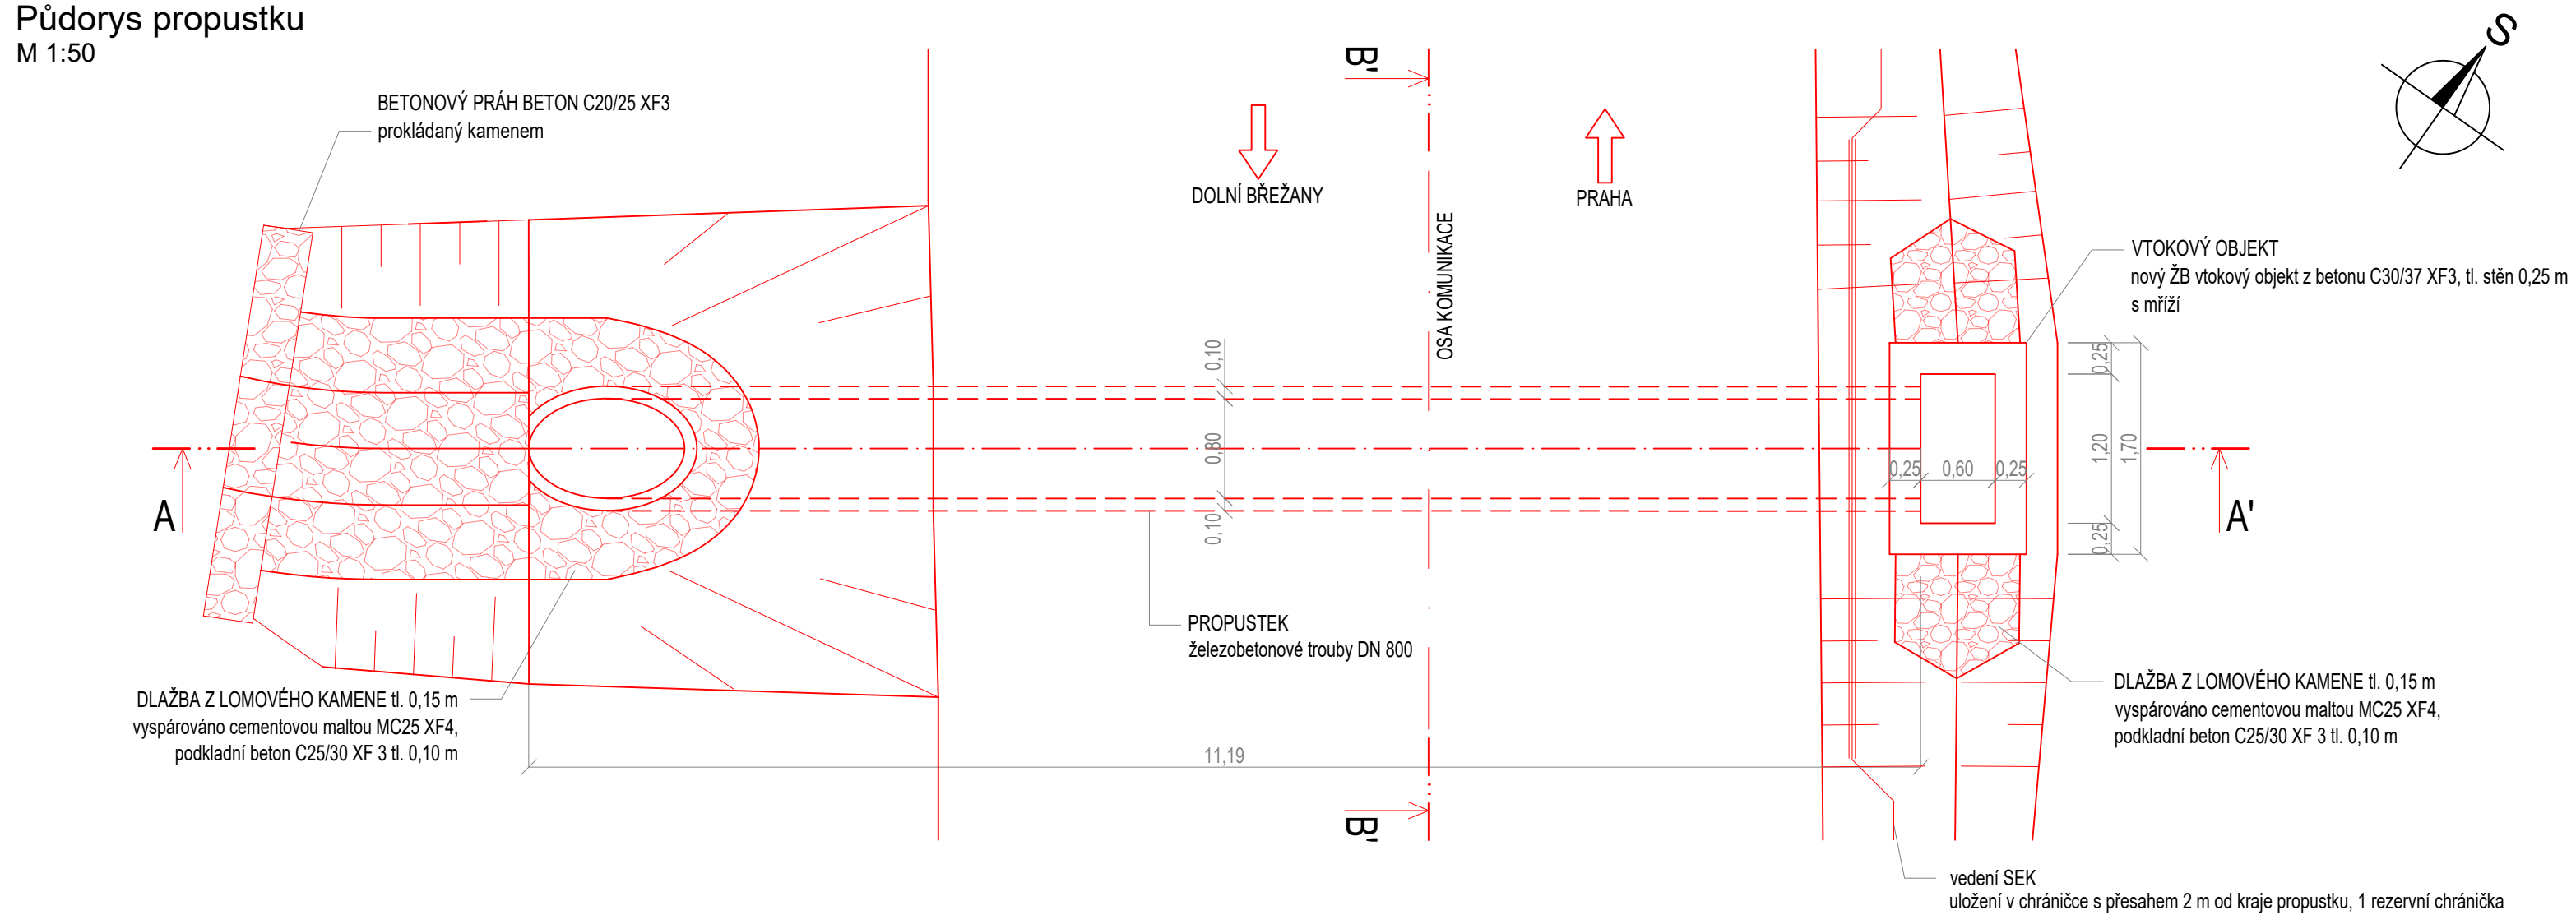 Půdorys propustku
M 1:50
BETONOVÝ PRÁH BETON C20/25 XF3
prokládaný kamenem
B'
DOLNÍ BŘEŽANY
PRAHA
S
OSA KOMUNIKACE
VTOKOVÝ OBJEKT
nový ŽB vtokový objekt z betonu C30/37 XF3, tl. stěn 0,25 m
s mříží
0,10
0,80
0,10
0,25
0,60
0,25
0,25
1,20
0,25
1,70
A
A'
PROPUSTEK
železobetonové trouby DN 800
DLAŽBA Z LOMOVÉHO KAMENE tl. 0,15 m
vyspárováno cementovou maltou MC25 XF4,
podkladní beton C25/30 XF 3 tl. 0,10 m
DLAŽBA Z LOMOVÉHO KAMENE tl. 0,15 m
vyspárováno cementovou maltou MC25 XF4,
podkladní beton C25/30 XF 3 tl. 0,10 m
11,19
B'
vedení SEK
uložení v chráničce s přesahem 2 m od kraje propustku, 1 rezervní chránička